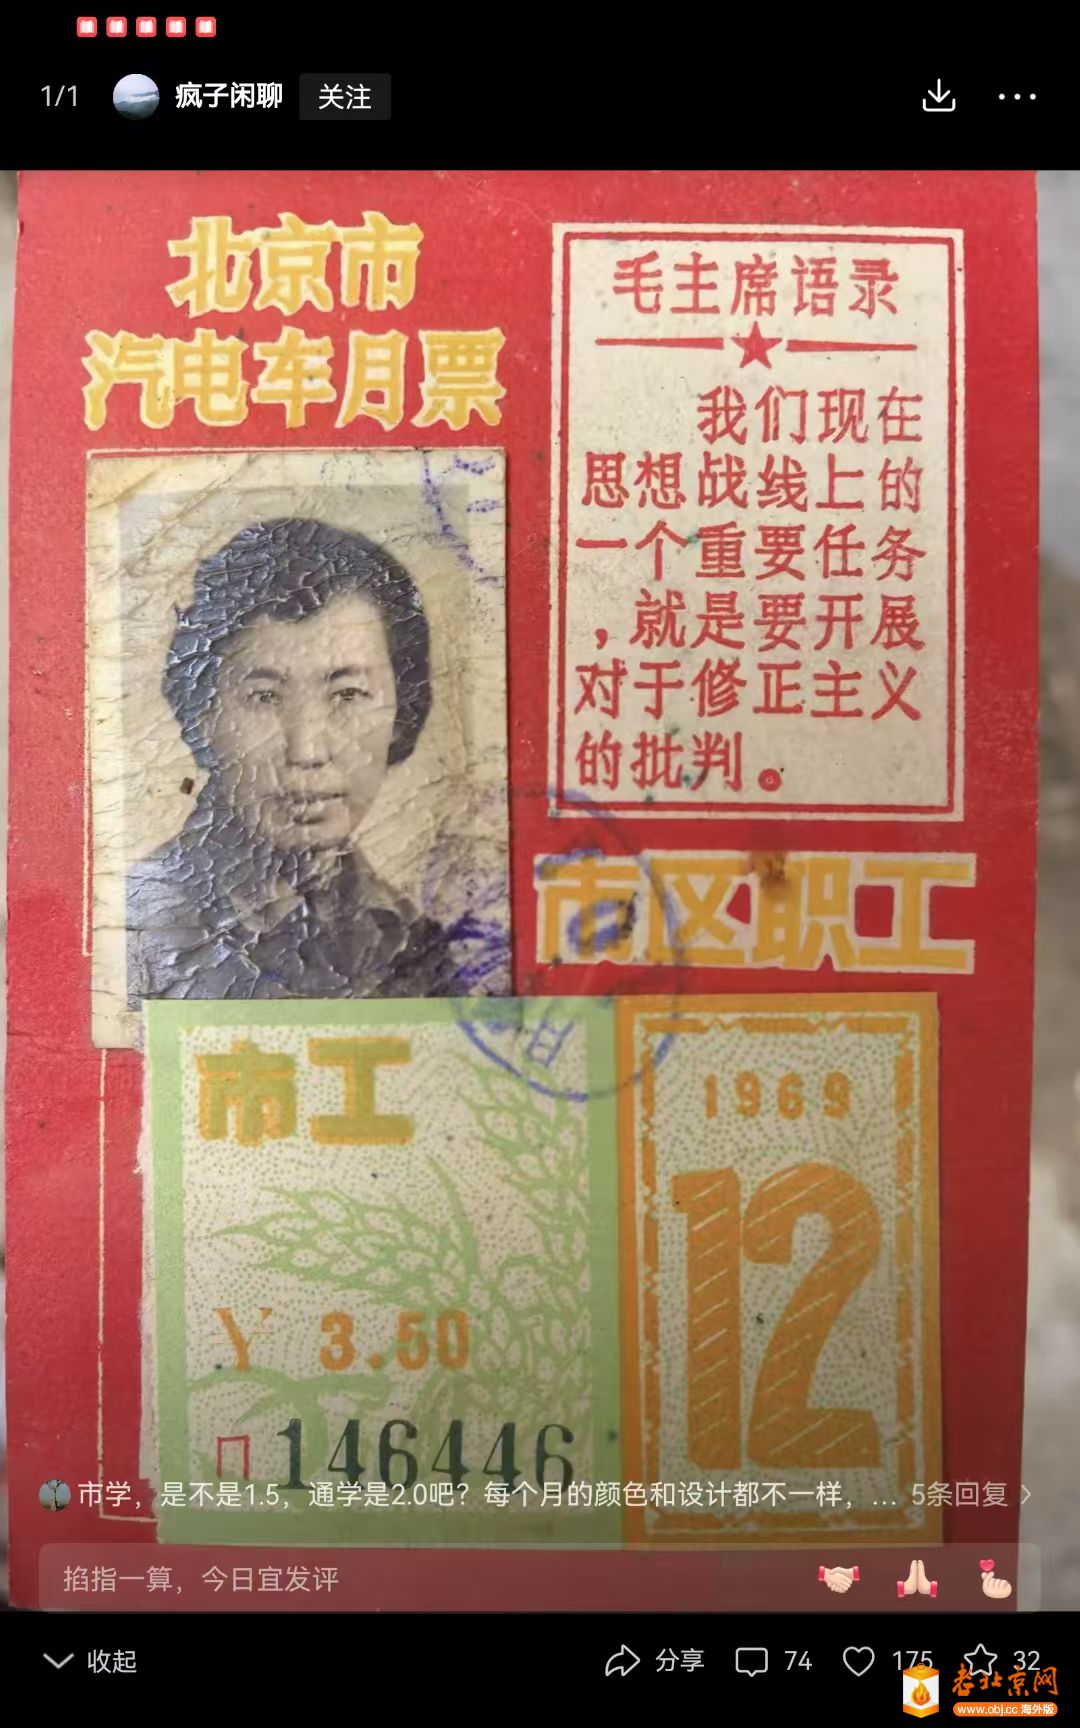 1/1
疯子闲聊
关注
北京市
汽电车月票
毛主席语录
我们现在
思想战线上的
一个重要任务
，就是要开展
对于修正主义
的批判。
市区职工
日
市工
1969
12
￥ 3.50
146446
市学，是不是1.5，通学是2.0吧？每个月的颜色和设计都不一样，... 5条回复
掐指一算，今日宜发评
收起
分享
74
175
32
老北京网
www.obj.cc 海外版